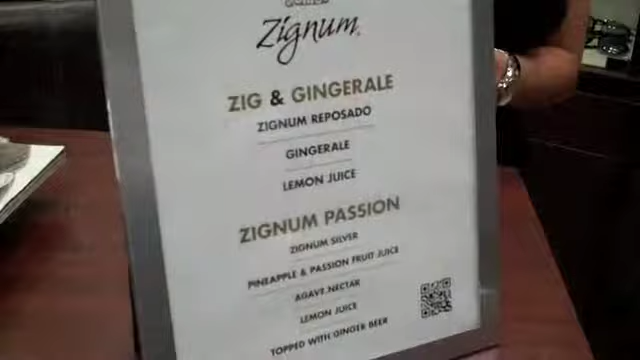 Zignum
ZIG & GINGERALE
ZIGNUM REPOSADO
GINGERALE
LEMON JUICE
ZIGNUM PASSION
ZIGNUM SILVER
PINEAPPLE & PASSION FRUIT JUICE
AGAVE NECTAR
LEMON JUICE
TOPPED WITH GINGER BEER